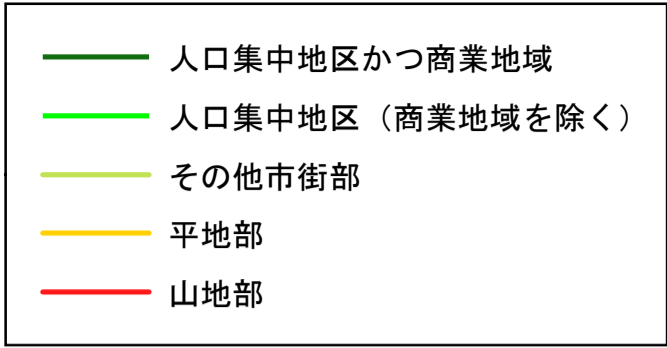 人口集中地区かつ商業地域
人口集中地区（商業地域を除く）
その他市街部
平地部
山地部